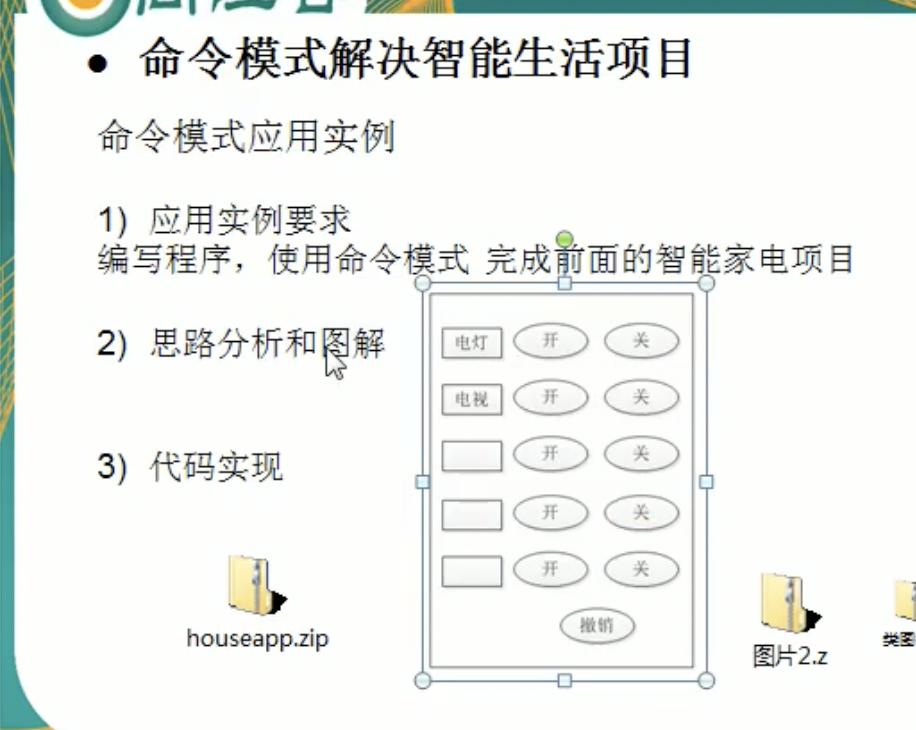 ● 命令模式解决智能生活项目
命令模式应用实例
1) 应用实例要求
编写程序，使用命令模式 完成前面的智能家电项目
2) 思路分析和图解
3) 代码实现
电灯 开 关
电视 开 关
开 关
开 关
开 关
撤销
houseapp.zip
图片2.z
类图